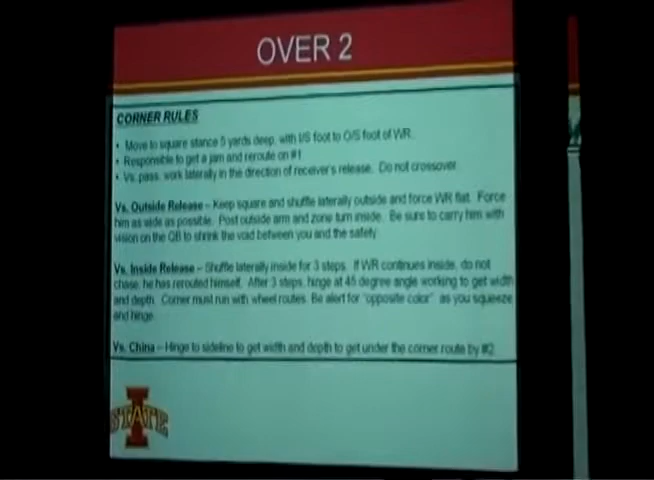 OVER 2
CORNER RULES
• Move to square stance 5 yards deep, with I/S foot to O/S foot of WR.
• Responsible to get a jam and reroute on #1
• Vs. pass, work laterally in the direction of receiver's release. Do not crossover.
Vs. Outside Release – Keep square and shuffle laterally outside and force WR flat. Force
him as wide as possible. Post outside arm and zone turn inside. Be sure to carry him with
vision on the QB to shrink the void between you and the safety.
Vs. Inside Release – Shuffle laterally inside for 3 steps. If WR continues inside, do not
chase, he has rerouted himself. After 3 steps, hinge at 45 degree angle working to get width
and depth. Corner must run with wheel routes. Be alert for "opposite color" as you squeeze
and hinge.
Vs. China – Hinge to sideline to get width and depth to get under the corner route by #2.
I
STATE